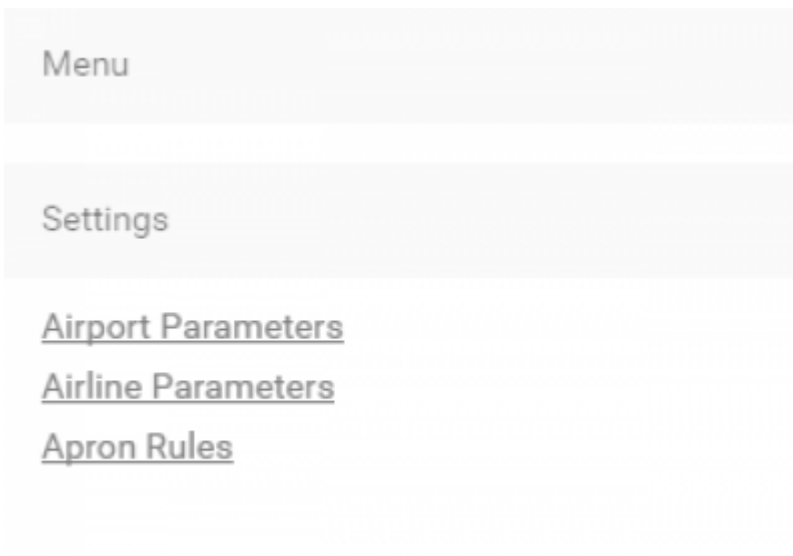 Menu
Settings
Airport Parameters
Airline Parameters
Apron Rules